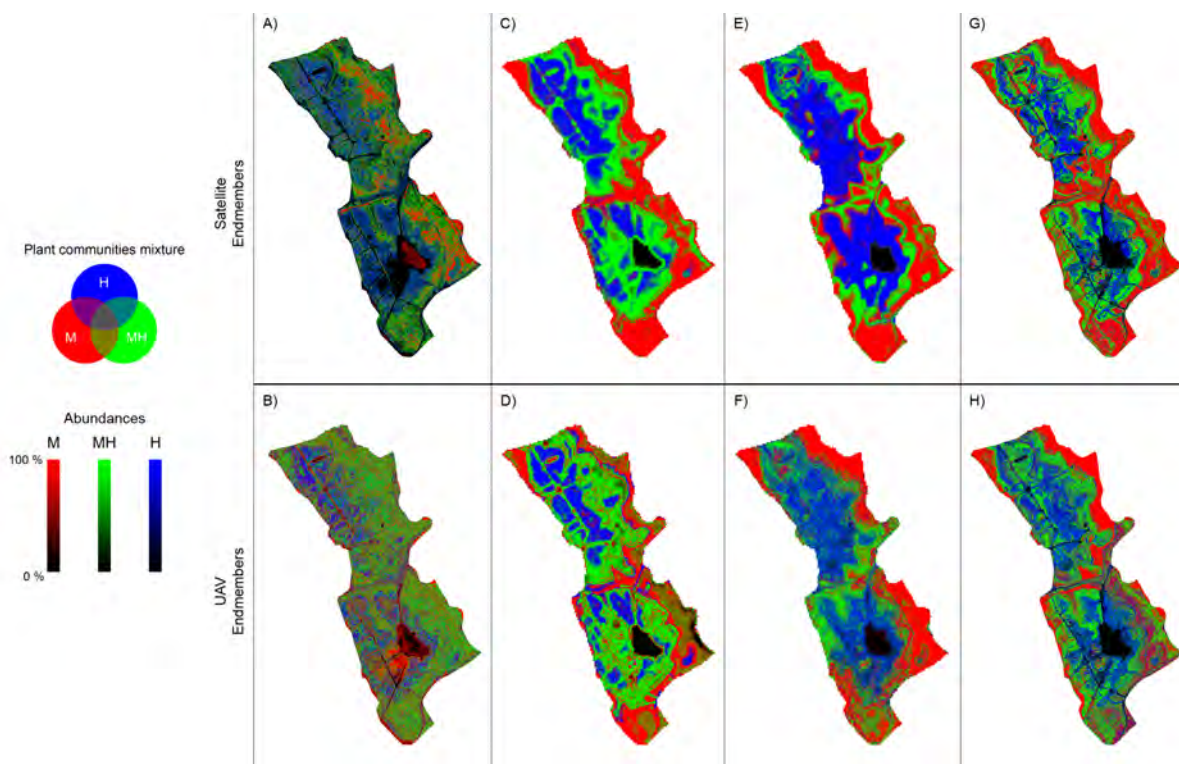 A)
C)
E)
G)
Satellite
Endmembers
Plant communities mixture
H
M
MH
Abundances
M MH H
100 %
0 %
B)
D)
F)
H)
UAV
Endmembers